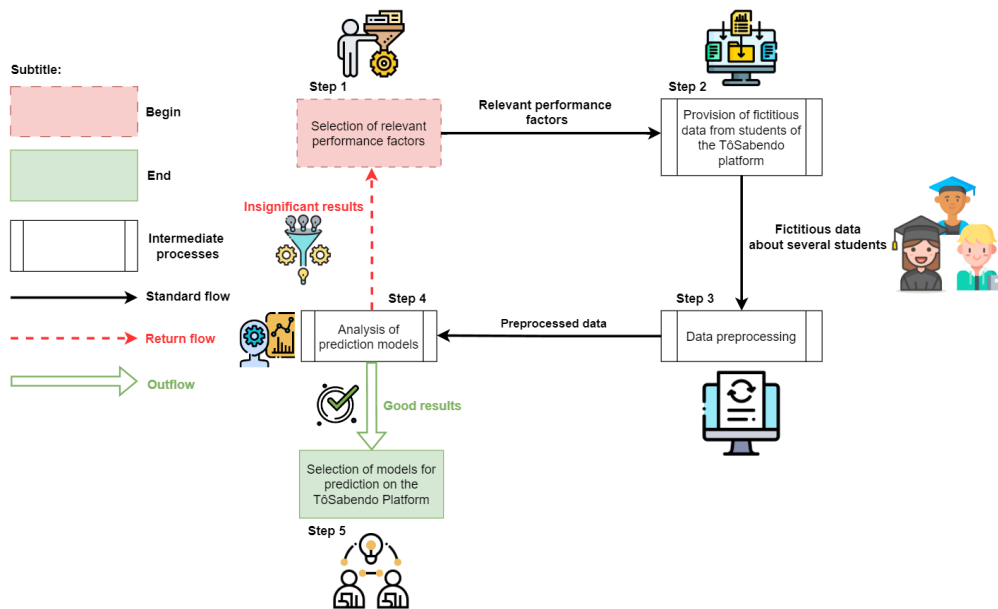 Subtitle:
Begin
End
Intermediate
processes
Standard flow
Return flow
Outflow
Step 1
Selection of relevant
performance factors
Relevant performance
factors
Step 2
Provision of fictitious
data from students of
the TôSabendo
platform
Fictitious data
about several students
Step 3
Data preprocessing
Preprocessed data
Step 4
Analysis of
prediction models
Insignificant results
Good results
Selection of models for
prediction on the
TôSabendo Platform
Step 5